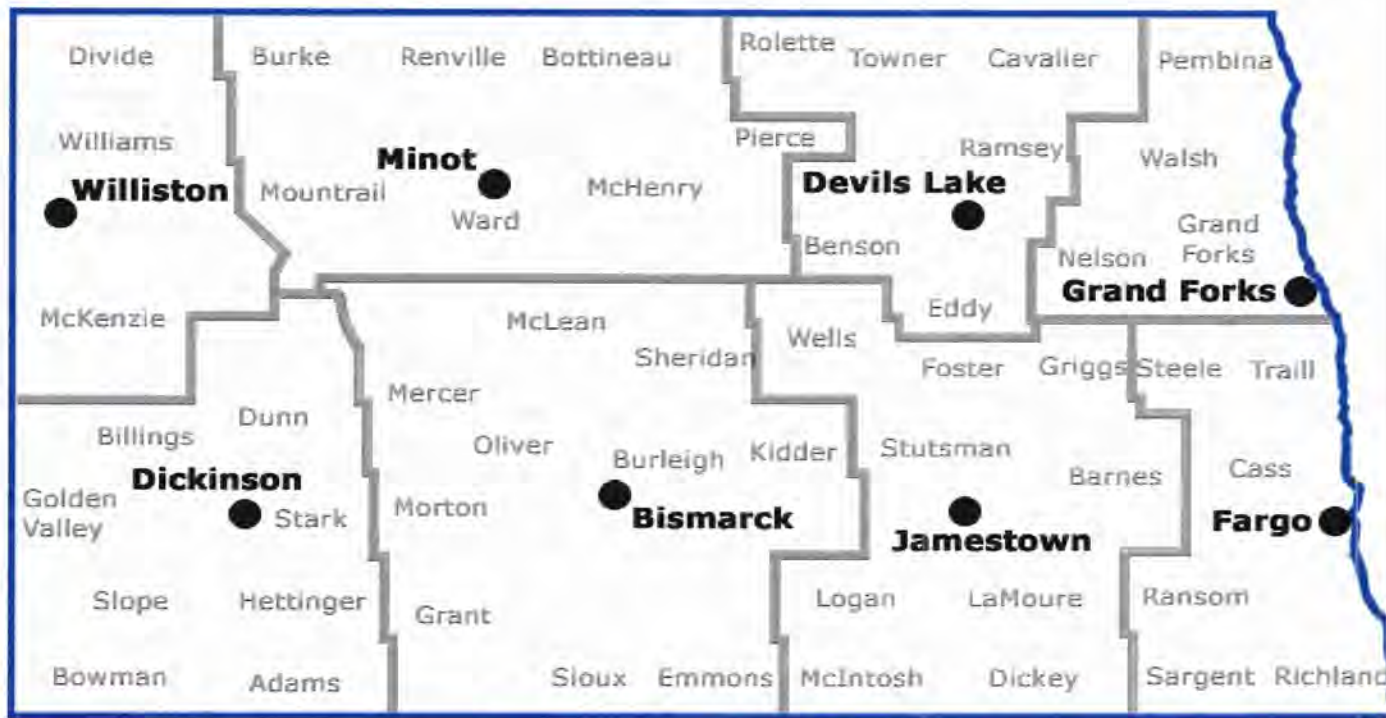 Divide
Burke
Renville
Bottineau
Rolette
Towner
Cavalier
Pembina
Williams
Minot
Pierce
Ramsey
Walsh
Williston
Mountrail
McHenry
Devils Lake
Ward
Benson
Nelson
Grand
Forks
Grand Forks
McKenzie
McLean
Sheridan
Wells
Eddy
Foster
Griggs
Steele
Traill
Mercer
Dunn
Billings
Oliver
Burleigh
Kidder
Stutsman
Barnes
Cass
Dickinson
Golden
Valley
Stark
Morton
Bismarck
Jamestown
Fargo
Slope
Hettinger
Grant
Logan
LaMoure
Ransom
Bowman
Adams
Sioux
Emmons
McIntosh
Dickey
Sargent
Richland